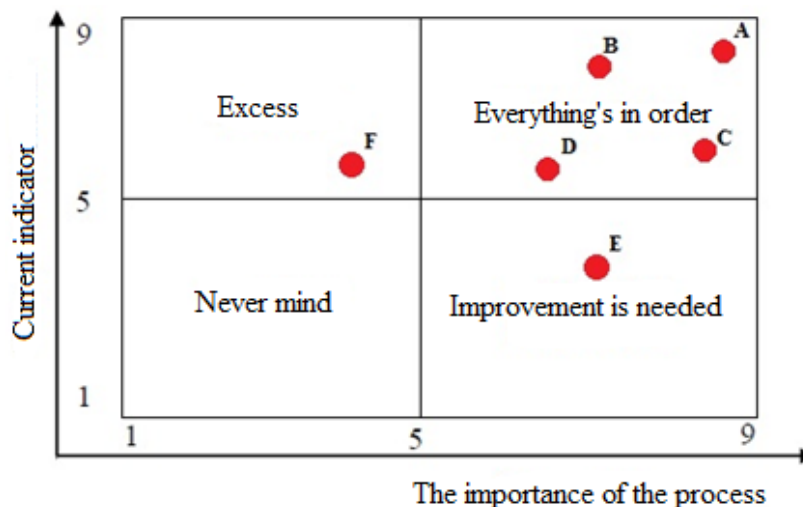 9
A
B
Excess
Everything's in order
F
D
C
Current indicator
5
E
Never mind
Improvement is needed
1
1
5
9
The importance of the process